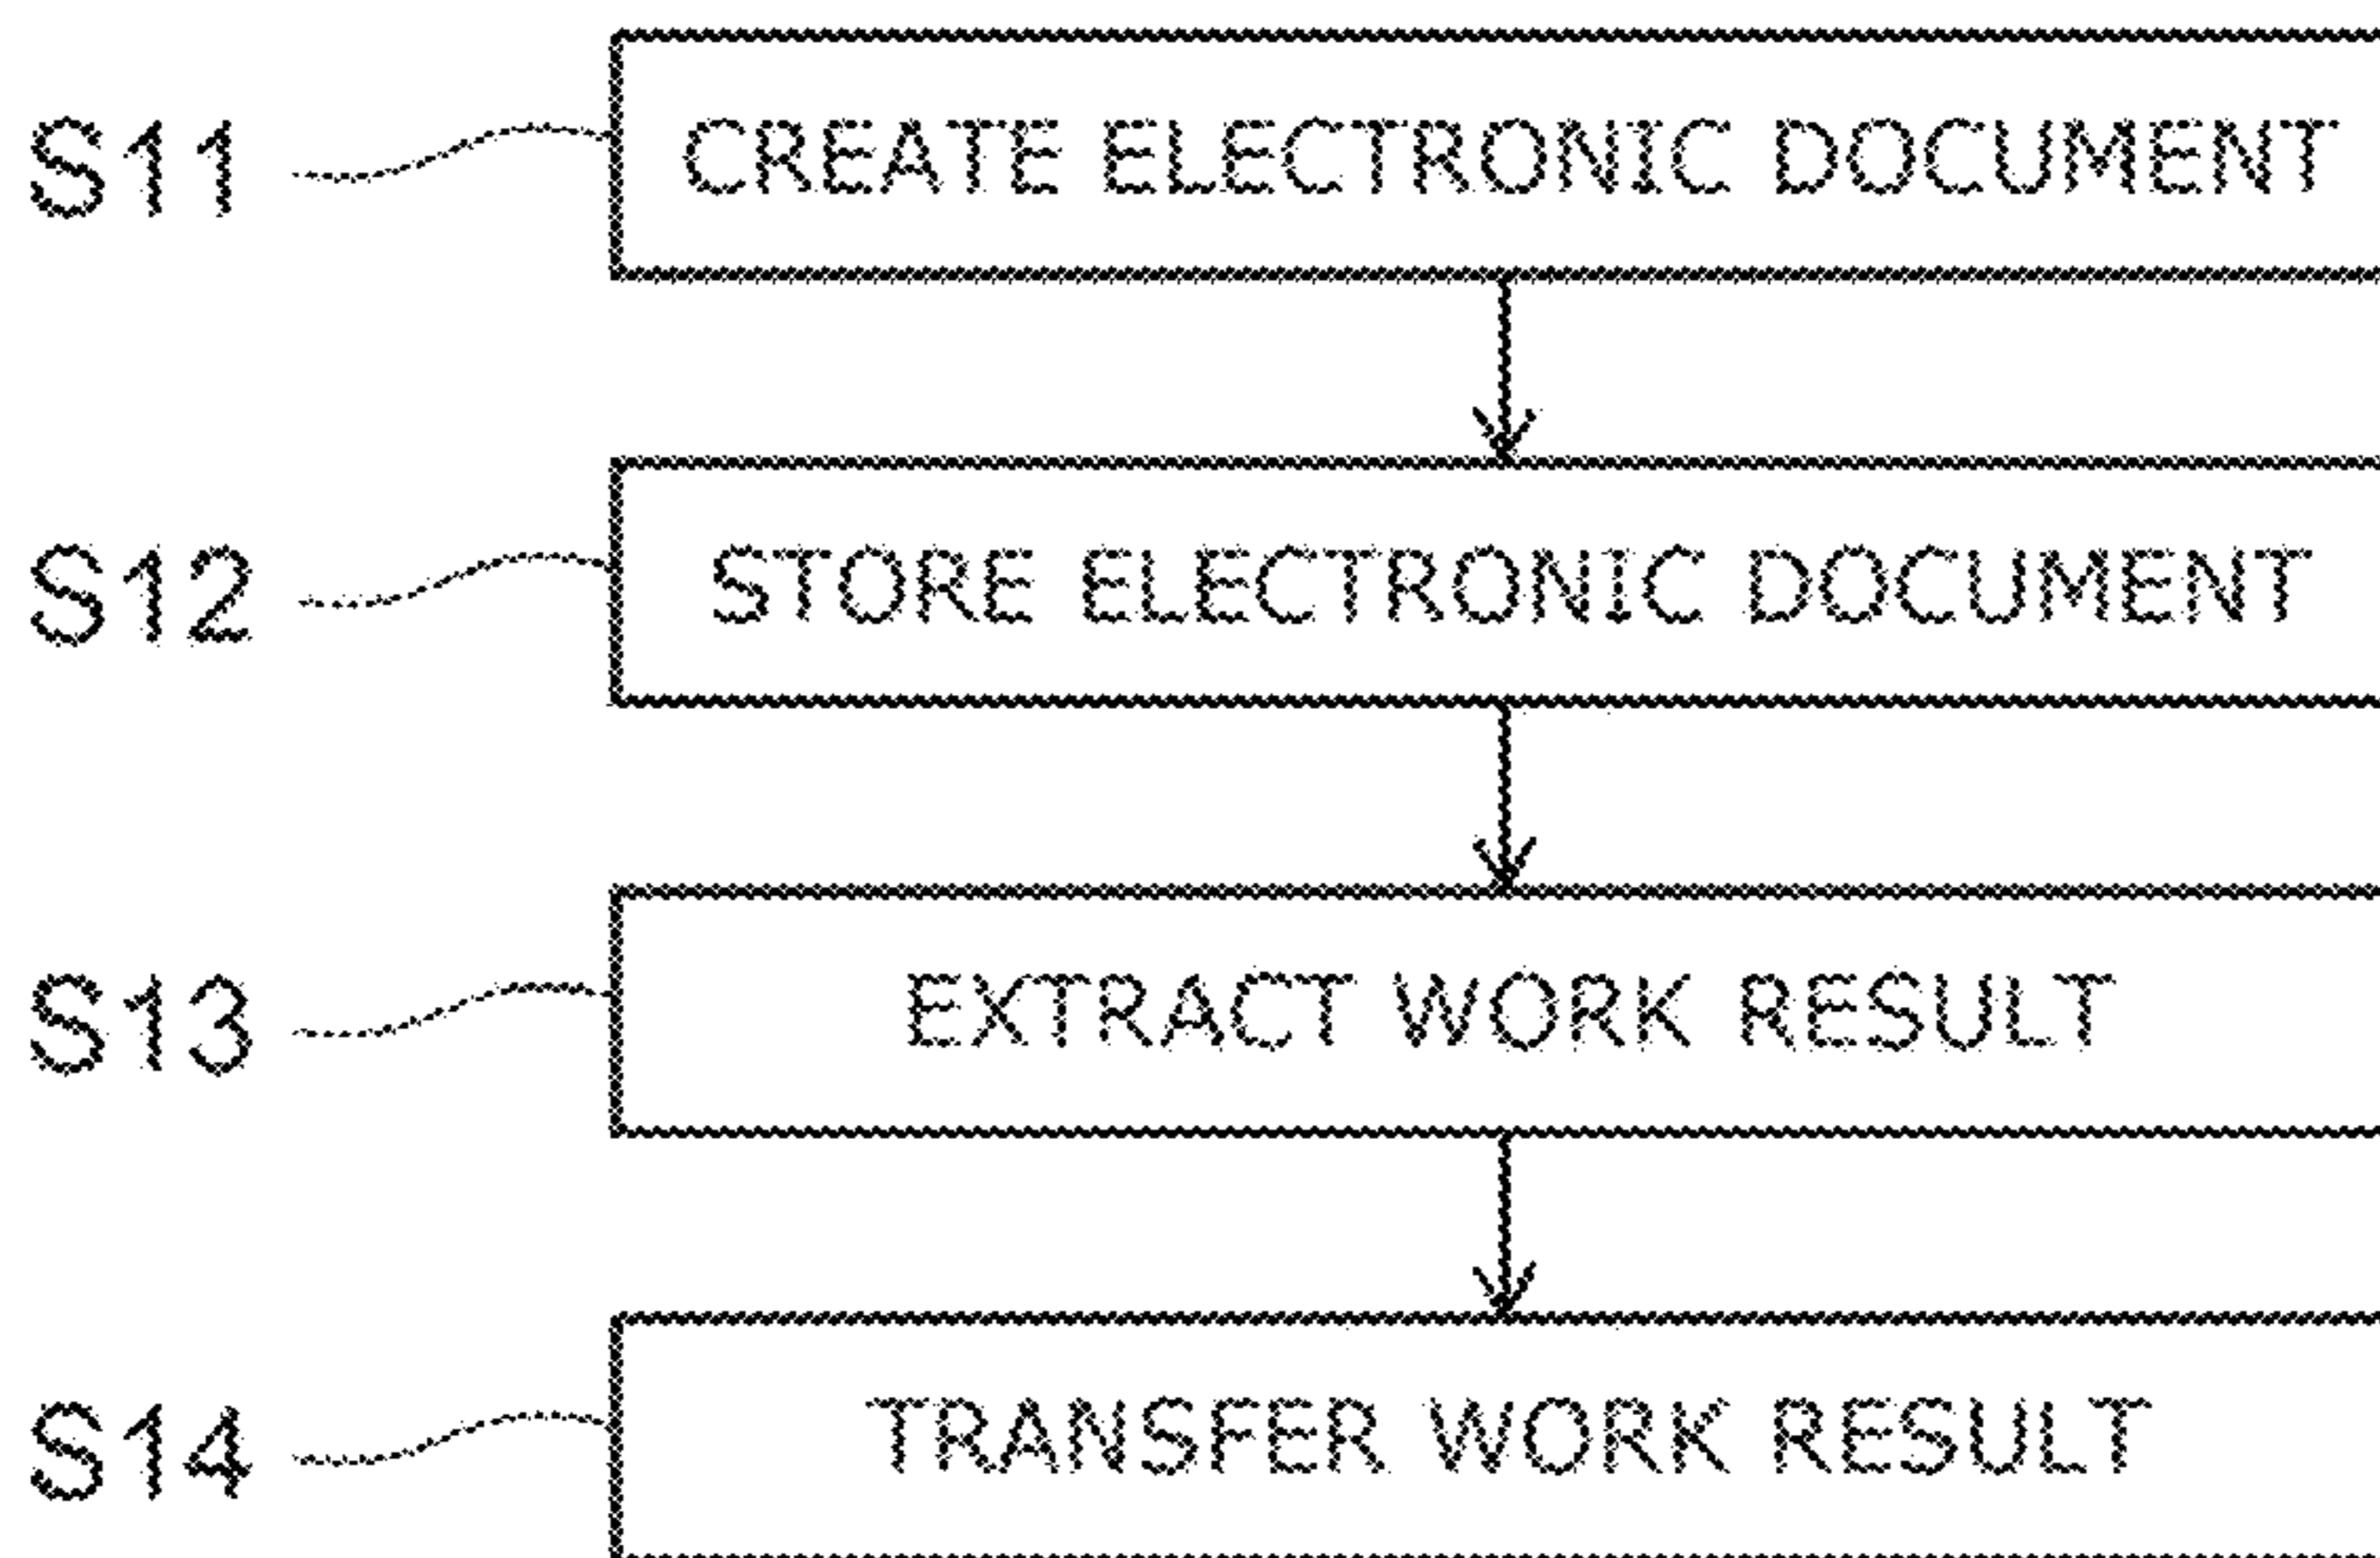 S11 CREATE ELECTRONIC DOCUMENT
S12 STORE ELECTRONIC DOCUMENT
S13 EXTRACT WORK RESULT
S14 TRANSFER WORK RESULT